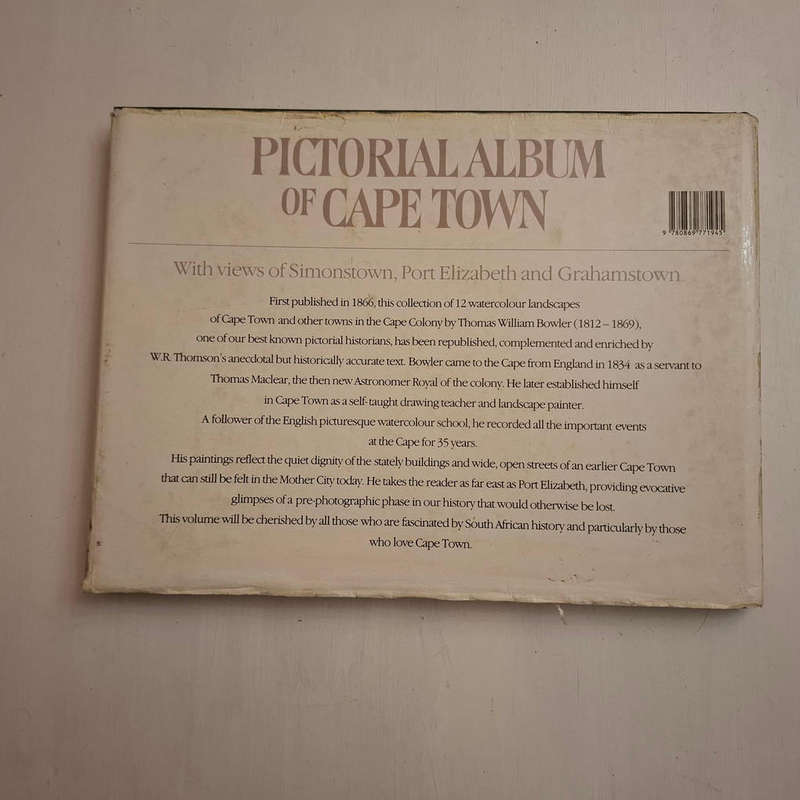 PICTORIAL ALBUM
OF CAPE TOWN
9 780869 771945
With views of Simonstown, Port Elizabeth and Grahamstown
First published in 1866, this collection of 12 watercolour landscapes
of Cape Town and other towns in the Cape Colony by Thomas William Bowler (1812 – 1869),
one of our best known pictorial historians, has been republished, complemented and enriched by
W.R. Thomson's anecdotal but historically accurate text. Bowler came to the Cape from England in 1834 as a servant to
Thomas Maclear, the then new Astronomer Royal of the colony. He later established himself
in Cape Town as a self-taught drawing teacher and landscape painter.
A follower of the English picturesque watercolour school, he recorded all the important events
at the Cape for 35 years.
His paintings reflect the quiet dignity of the stately buildings and wide, open streets of an earlier Cape Town
that can still be felt in the Mother City today. He takes the reader as far east as Port Elizabeth, providing evocative
glimpses of a pre-photographic phase in our history that would otherwise be lost.
This volume will be cherished by all those who are fascinated by South African history and particularly by those
who love Cape Town.